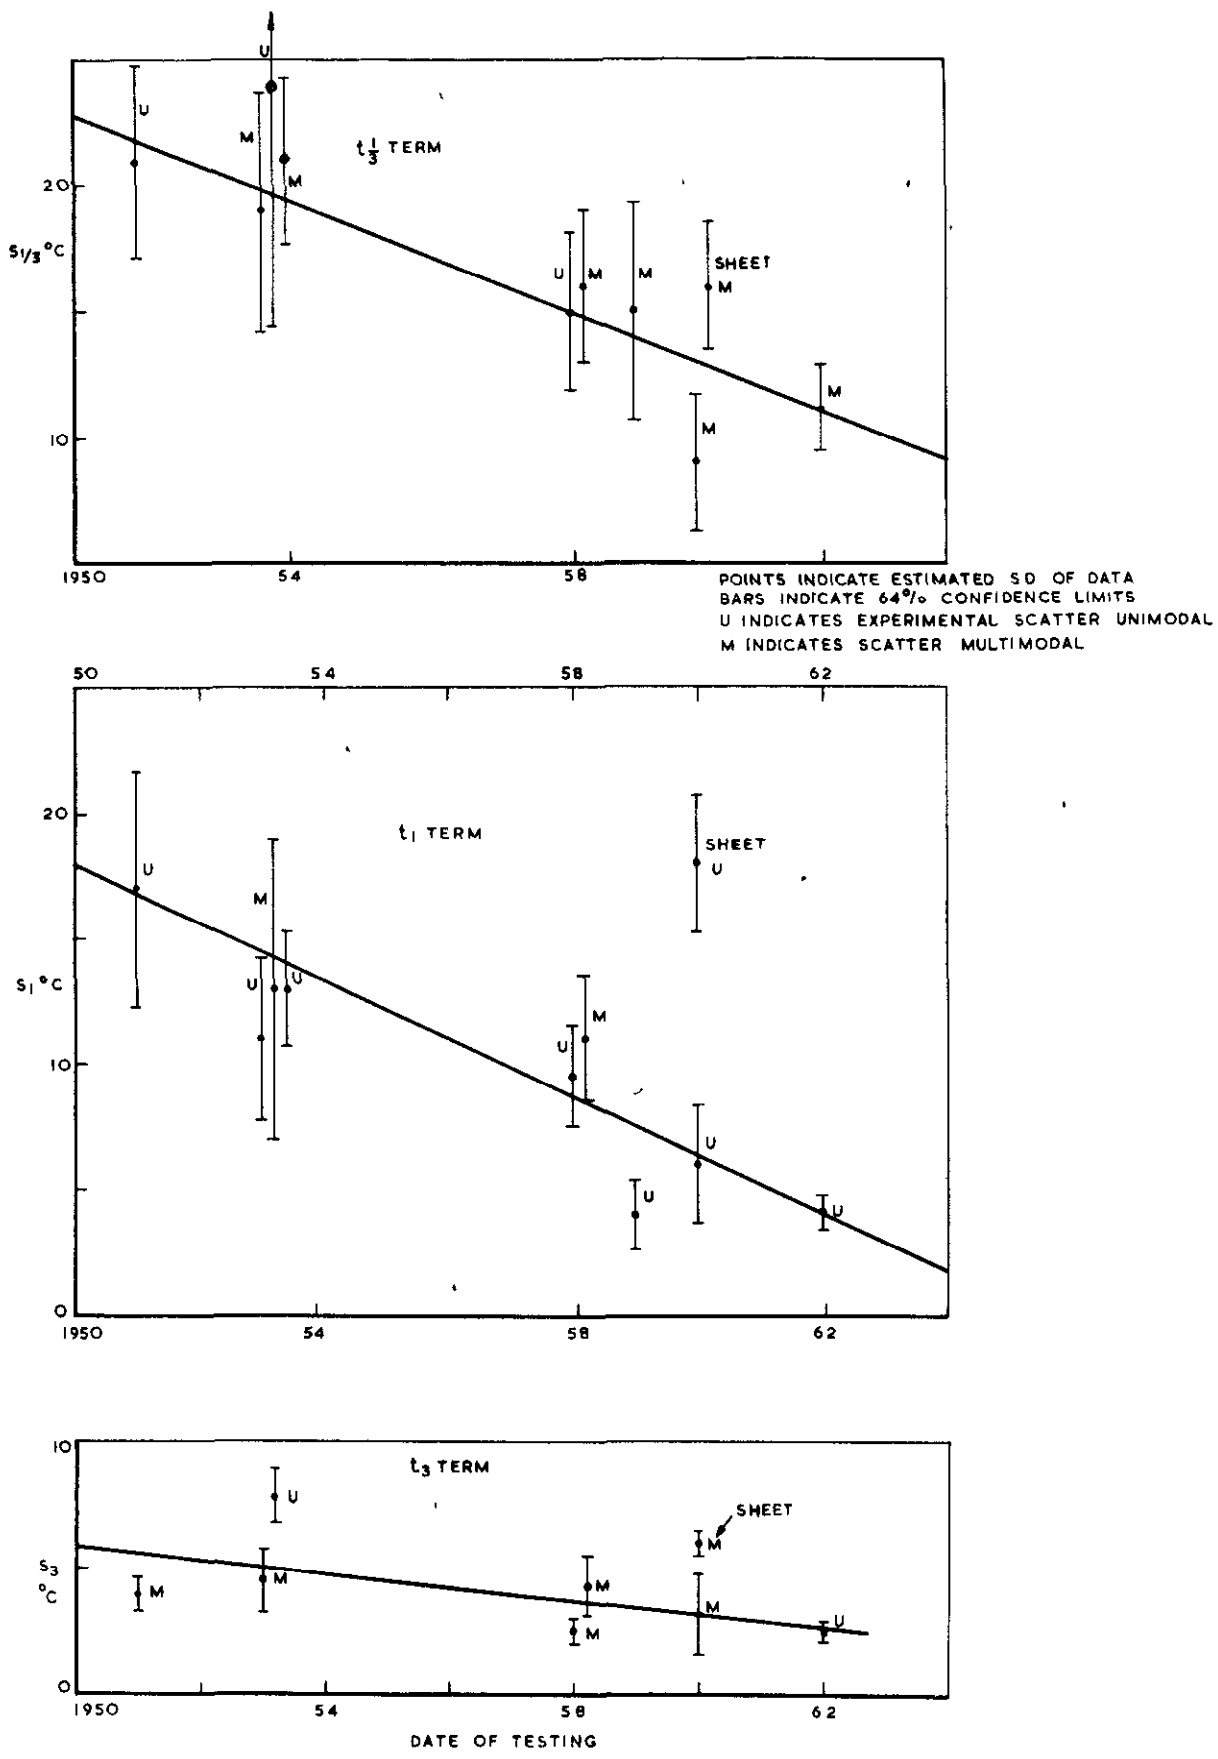 U
U
M
t 1/3 TERM
M
20
S1/3 °C
U
M
M
SHEET
M
M
10
M
1950
54
58
POINTS INDICATE ESTIMATED SD OF DATA
BARS INDICATE 64% CONFIDENCE LIMITS
U INDICATES EXPERIMENTAL SCATTER UNIMODAL
M INDICATES SCATTER MULTIMODAL
50
54
58
62
20
t1 TERM
SHEET
U
U
M
S1 °C
U
U
M
U
10
U
U
U
0
1950
54
58
62
10
t3 TERM
U
SHEET
S3
°C
M
M
M
M
M
M
U
0
1950
54
58
62
DATE OF TESTING